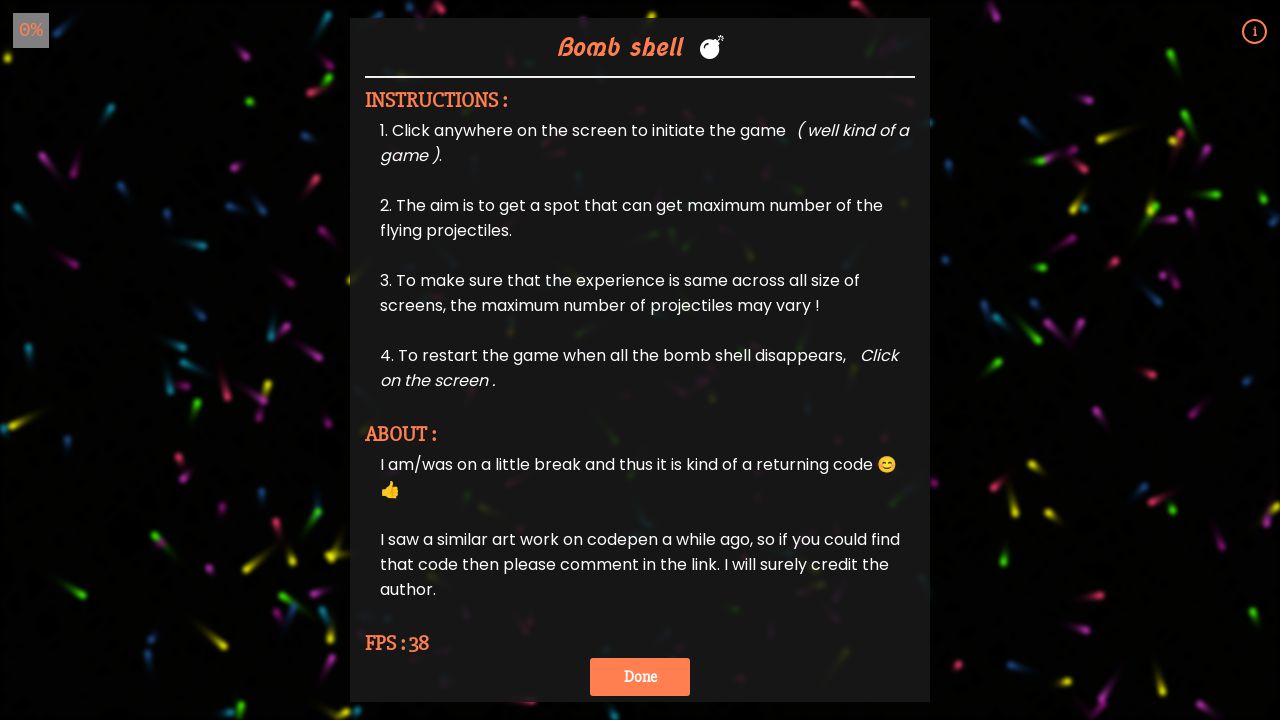 0%
i
Bomb shell 💣
INSTRUCTIONS :
1. Click anywhere on the screen to initiate the game ( well kind of a
game ).
2. The aim is to get a spot that can get maximum number of the
flying projectiles.
3. To make sure that the experience is same across all size of
screens, the maximum number of projectiles may vary !
4. To restart the game when all the bomb shell disappears, Click
on the screen .
ABOUT :
I am/was on a little break and thus it is kind of a returning code 😊
👍
I saw a similar art work on codepen a while ago, so if you could find
that code then please comment in the link. I will surely credit the
author.
FPS : 38
Done